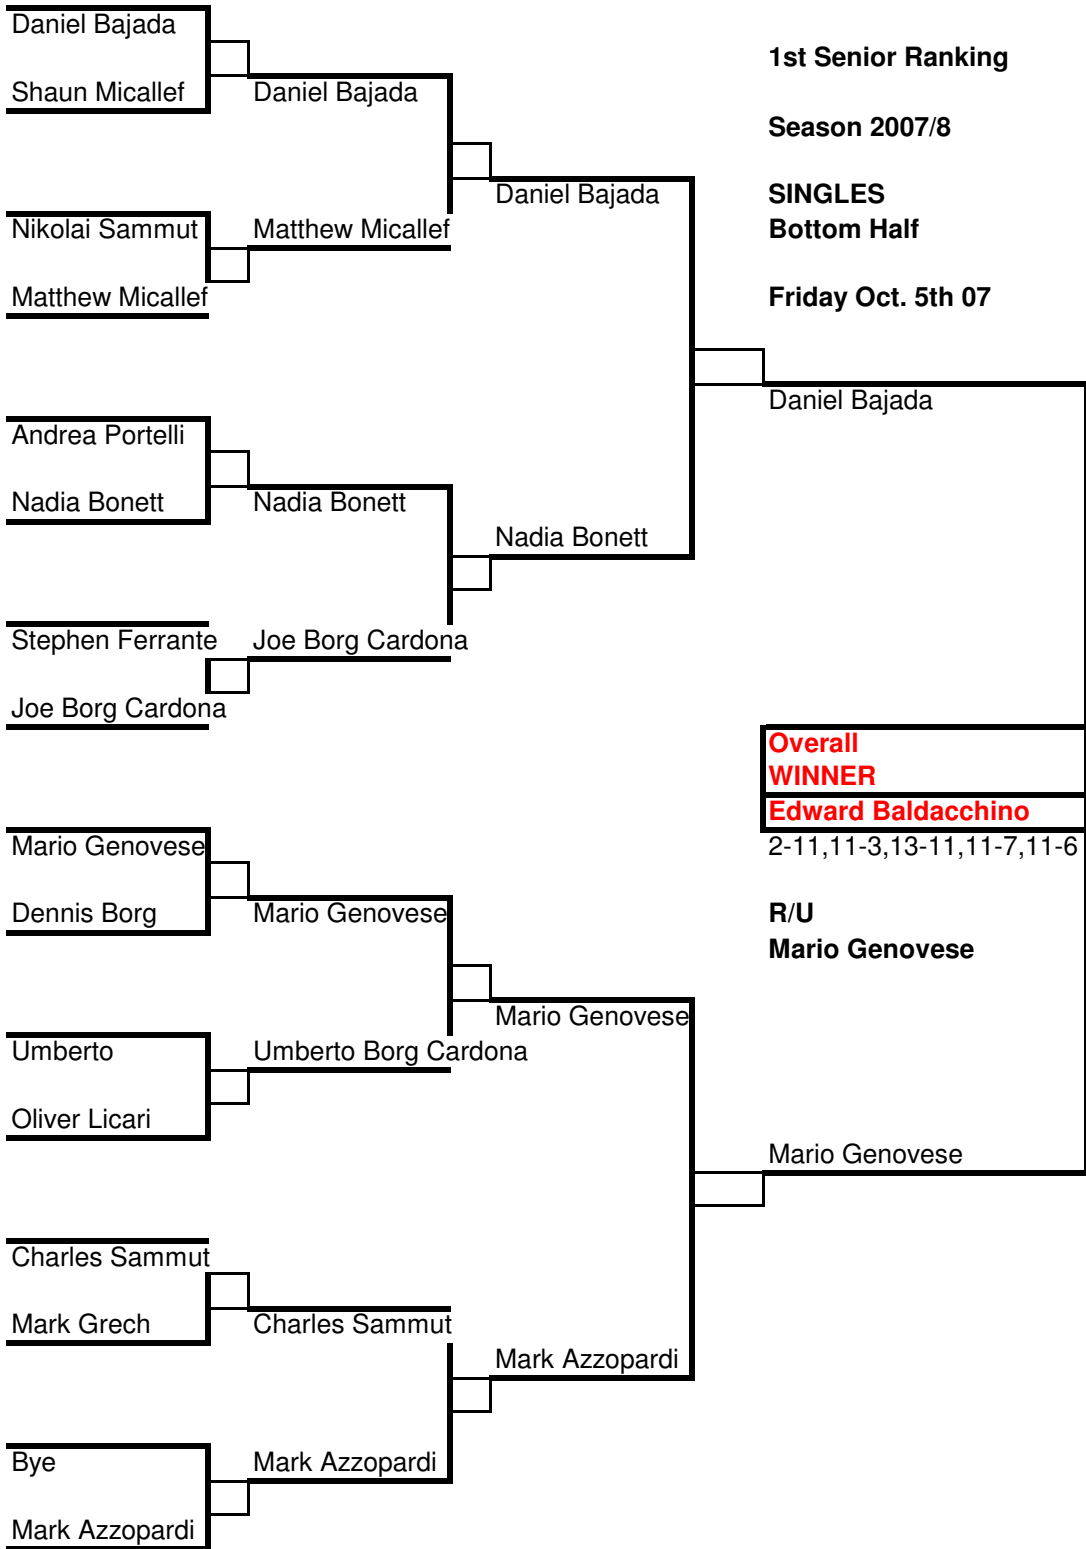 Daniel Bajada
1st Senior Ranking
Shaun Micallef
Daniel Bajada
Season 2007/8
Daniel Bajada
SINGLES
Nikolai Sammut
Matthew Micallef
Bottom Half
Matthew Micallef
Friday Oct. 5th 07
Daniel Bajada
Andrea Portelli
Nadia Bonett
Nadia Bonett
Nadia Bonett
Stephen Ferrante
Joe Borg Cardona
Joe Borg Cardona
Overall
WINNER
Edward Baldacchino
Mario Genovese
2-11,11-3,13-11,11-7,11-6
Dennis Borg
Mario Genovese
R/U
Mario Genovese
Mario Genovese
Umberto
Umberto Borg Cardona
Oliver Licari
Mario Genovese
Charles Sammut
Mark Grech
Charles Sammut
Mark Azzopardi
Bye
Mark Azzopardi
Mark Azzopardi